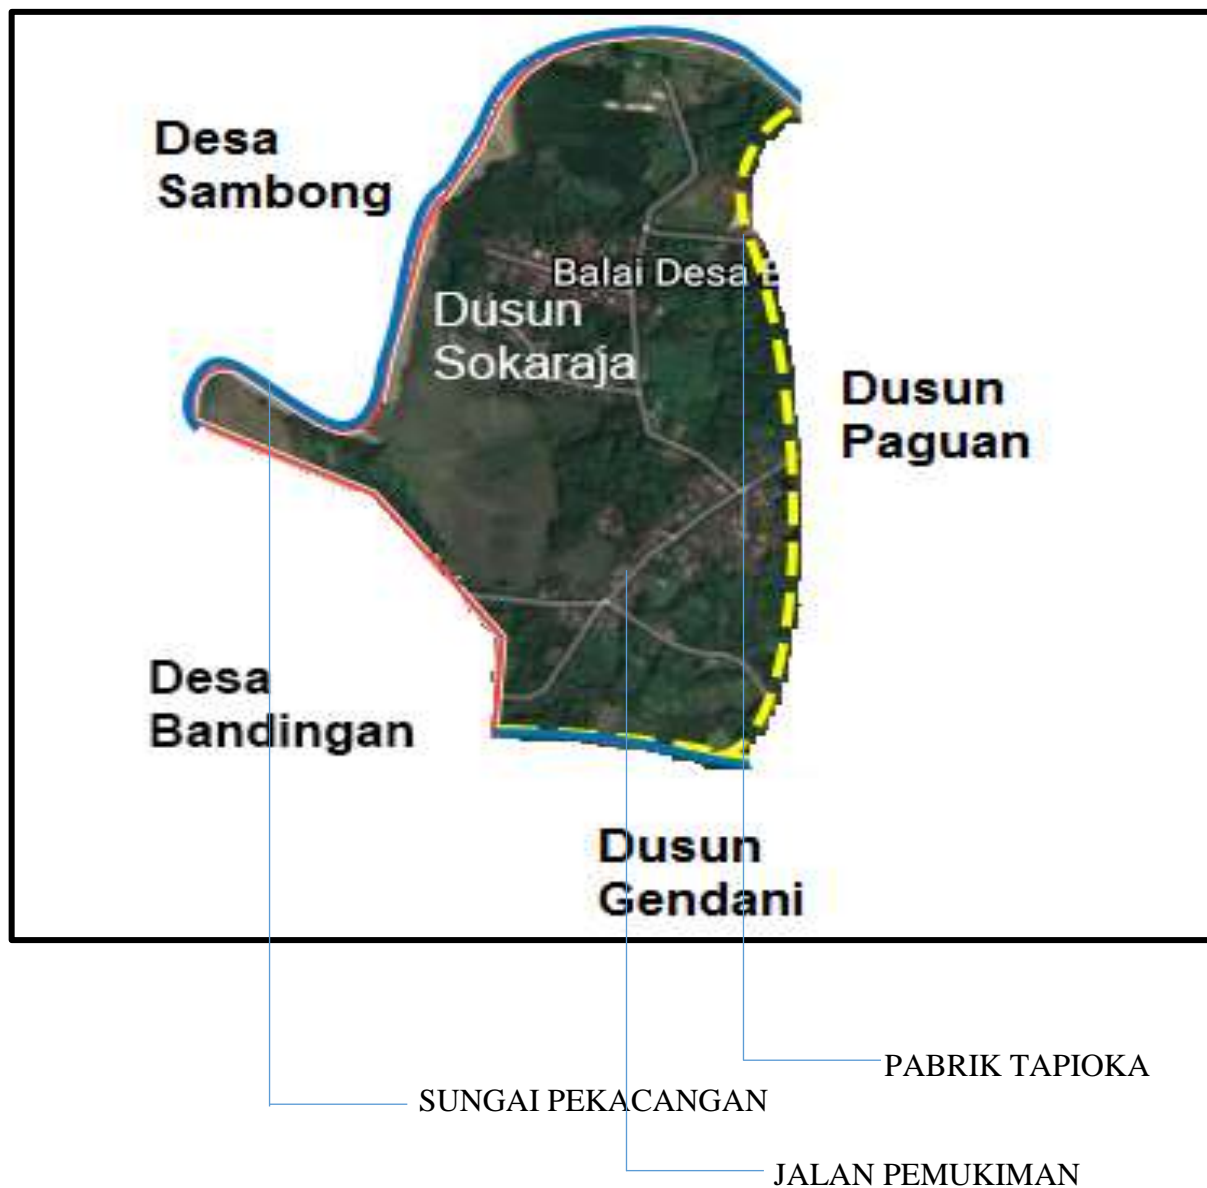 Desa
Sambong
Balai Desa
Dusun
Sokaraja
Dusun
Paguan
Desa
Bandingan
Dusun
Gendani
PABRIK TAPIOKA
SUNGAI PEKACANGAN
JALAN PEMUKIMAN